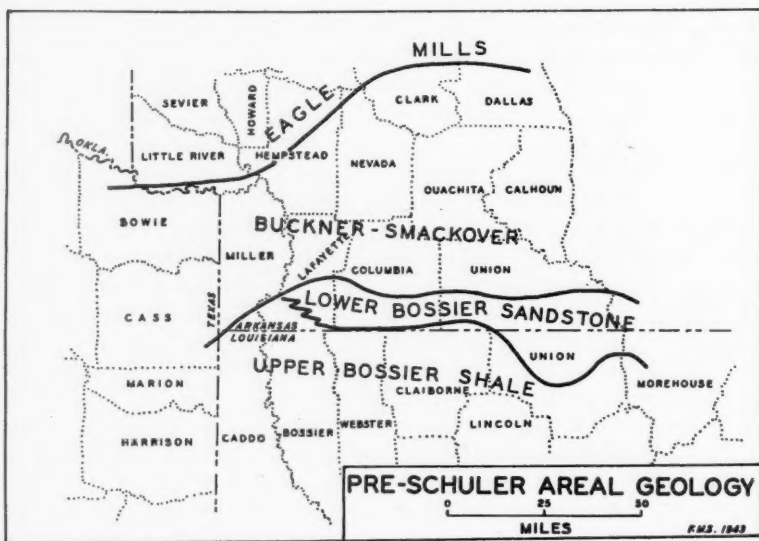 MILLS
EAGLE
SEVIER
HOWARD
CLARK
DALLAS
OKLA.
LITTLE RIVER
HEMPSTEAD
NEVADA
OUACHITA
CALHOUN
BOWIE
BUCKNER-SMACKOVER
MILLER
LAFAYETTE
COLUMBIA
UNION
CASS
TEXAS
LOWER BOSSIER SANDSTONE
ARKANSAS
LOUISIANA
UNION
UPPER BOSSIER SHALE
MARION
CLAIBORNE
MOREHOUSE
HARRISON
CADDO
BOSSIER
WEBSTER
LINCOLN
PRE-SCHULER AREAL GEOLOGY
0 25 50
MILES
F.M.S. 1943